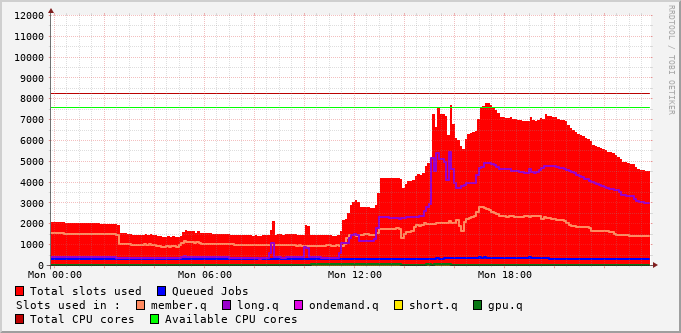 12000
11000
10000
9000
8000
7000
6000
5000
4000
3000
2000
1000
0
Mon 00:00 Mon 06:00 Mon 12:00 Mon 18:00
Total slots used Queued Jobs
Slots used in : member.q long.q ondemand.q short.q gpu.q
Total CPU cores Available CPU cores
RRDTOOL / TOBI OETIKER